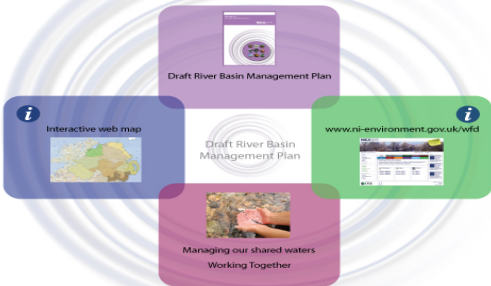 Draft River Basin Management Plan
i
Interactive web map
i
www.ni-environment.gov.uk/wfd
Draft River Basin
Management Plan
Managing our shared waters
Working Together